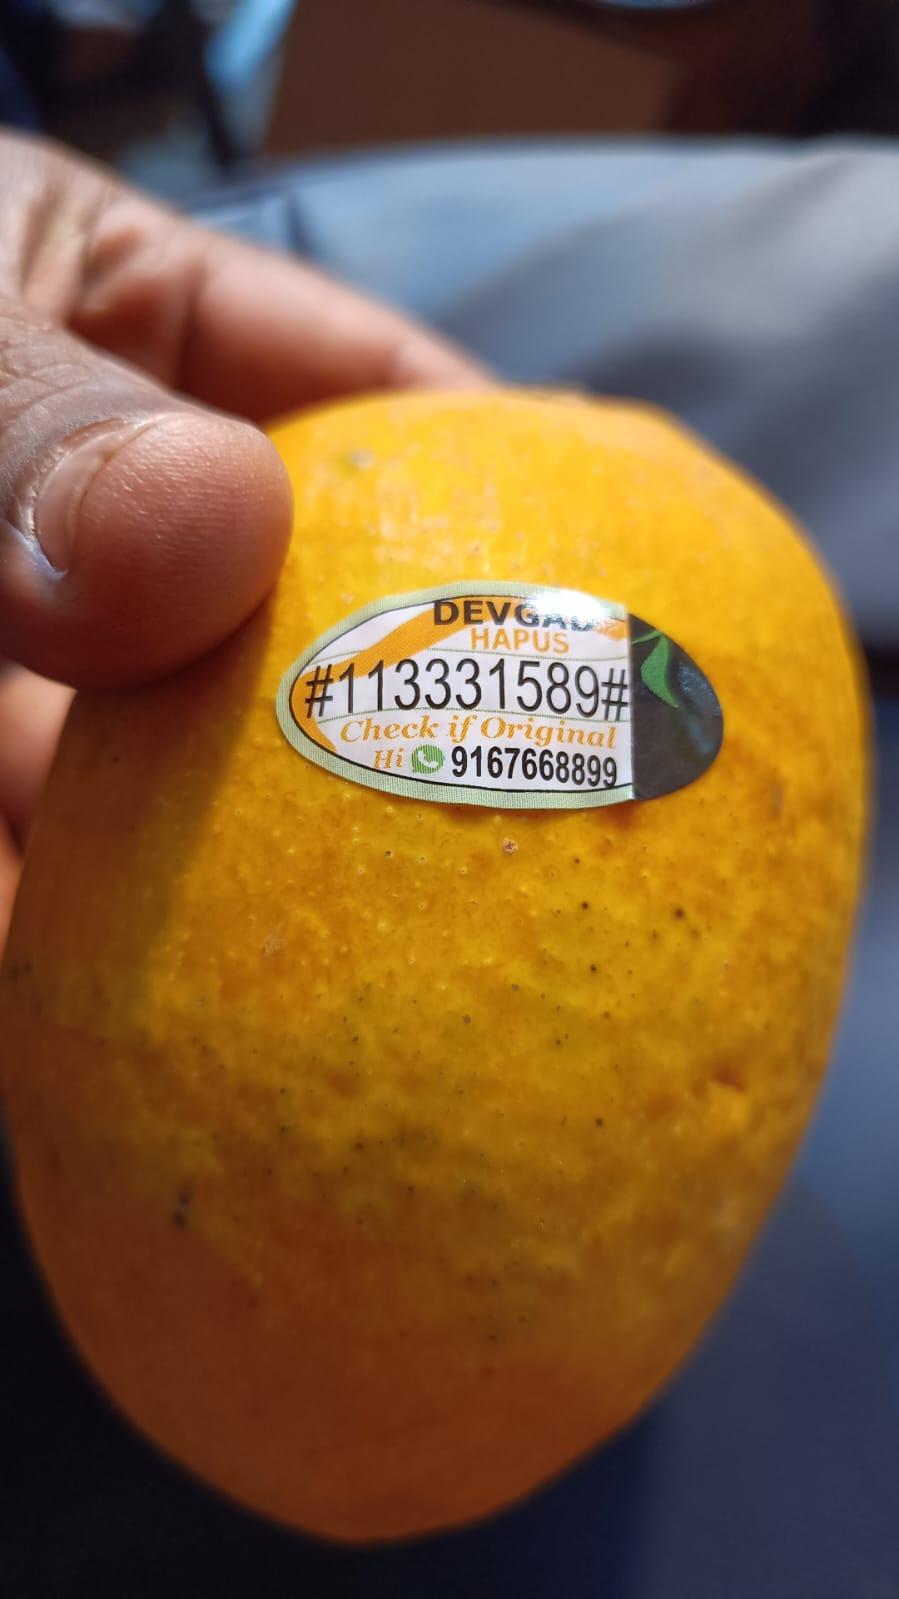 DEVGAD
HAPUS
#113331589#
Check if Original
Hi 9167668899